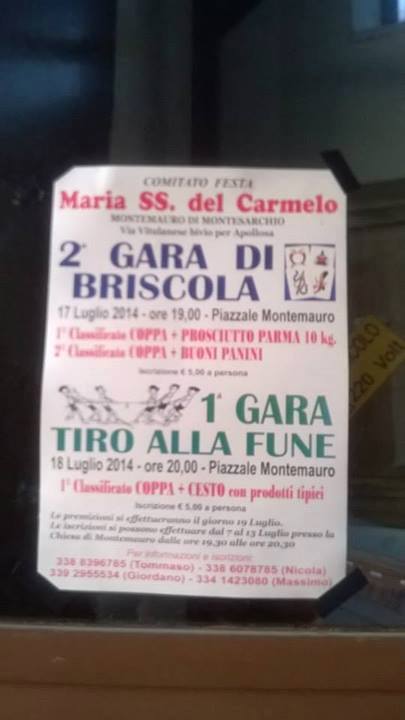 COMITATO FESTA
Maria SS. del Carmelo
MONTEMAURO DI MONTESARCHIO
Via Vitulanese bivio per Apollosa
2ª GARA DI
BRISCOLA
17 Luglio 2014 - ore 19,00 - Piazzale Montemauro
1° Classificato COPPA + PROSCIUTTO PARMA 10 kg.
2° Classificato COPPA + BUONI PANINI
Iscrizione € 5,00 a persona
1ª GARA
TIRO ALLA FUNE
18 Luglio 2014 - ore 20,00 - Piazzale Montemauro
1° Classificato COPPA + CESTO con prodotti tipici
Iscrizione € 5,00 a persona
Le premizioni si effettueranno il giorno 19 Luglio.
Le iscrizioni si possono effettuare dal 7 al 13 Luglio presso la
Chiesa di Montemauro dalle ore 19,30 alle ore 20,30
Per informazioni e iscrizioni:
338 8396785 (Tommaso) - 338 6078785 (Nicola)
339 2955534 (Giordano) - 334 1423080 (Massimo)
220 Volt